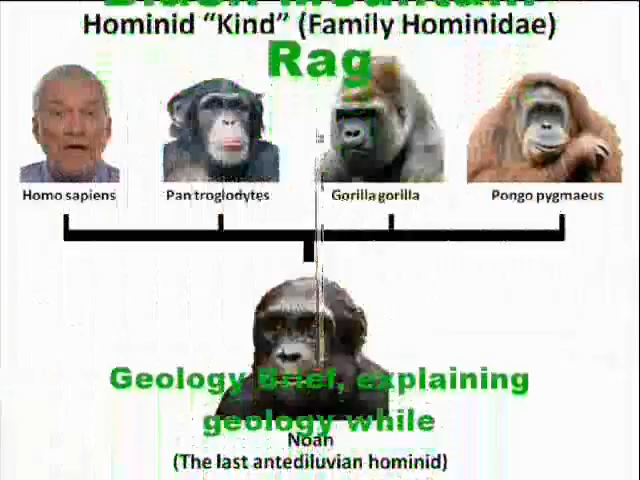 Hominid “Kind” (Family Hominidae)
Rag
Homo sapiens
Pan troglodytes
Gorilla gorilla
Pongo pygmaeus
Geology Brief, explaining
geology while
Noah
(The last antediluvian hominid)